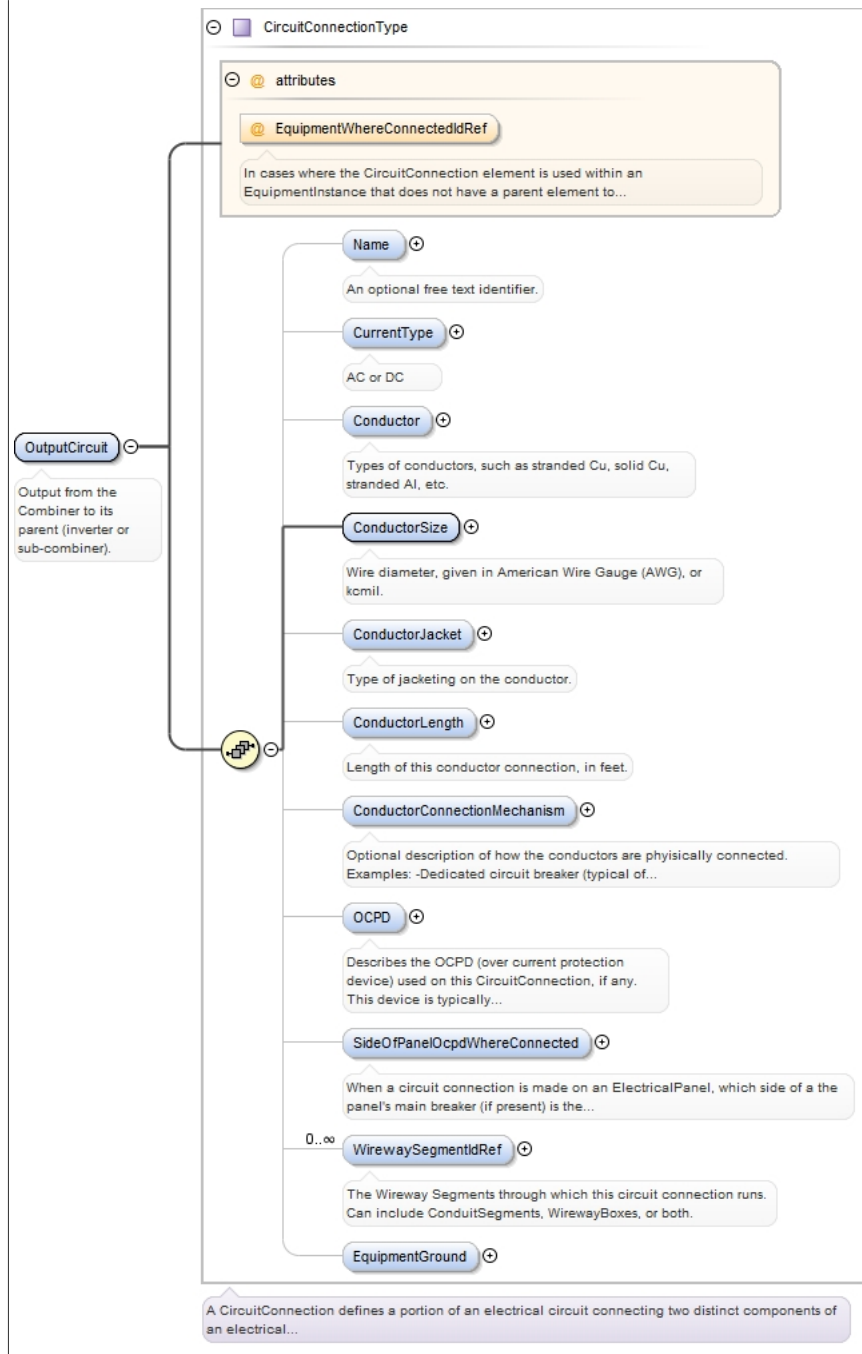 CircuitConnectionType
@ attributes
@ EquipmentWhereConnectedIdRef
In cases where the CircuitConnection element is used within an
EquipmentInstance that does not have a parent element to...
Name
An optional free text identifier.
CurrentType
AC or DC
Conductor
Types of conductors, such as stranded Cu, solid Cu,
stranded Al, etc.
OutputCircuit
Output from the
Combiner to its
parent (inverter or
sub-combiner).
ConductorSize
Wire diameter, given in American Wire Gauge (AWG), or
kcmil.
ConductorJacket
Type of jacketing on the conductor.
ConductorLength
Length of this conductor connection, in feet.
ConductorConnectionMechanism
Optional description of how the conductors are phyisically connected.
Examples: -Dedicated circuit breaker (typical of...
OCPD
Describes the OCPD (over current protection
device) used on this CircuitConnection, if any.
This device is typically...
SideOfPanelOcpdWhereConnected
When a circuit connection is made on an ElectricalPanel, which side of a the
panel's main breaker (if present) is the...
0..∞
WirewaySegmentIdRef
The Wireway Segments through which this circuit connection runs.
Can include ConduitSegments, WirewayBoxes, or both.
EquipmentGround
A CircuitConnection defines a portion of an electrical circuit connecting two distinct components of
an electrical...